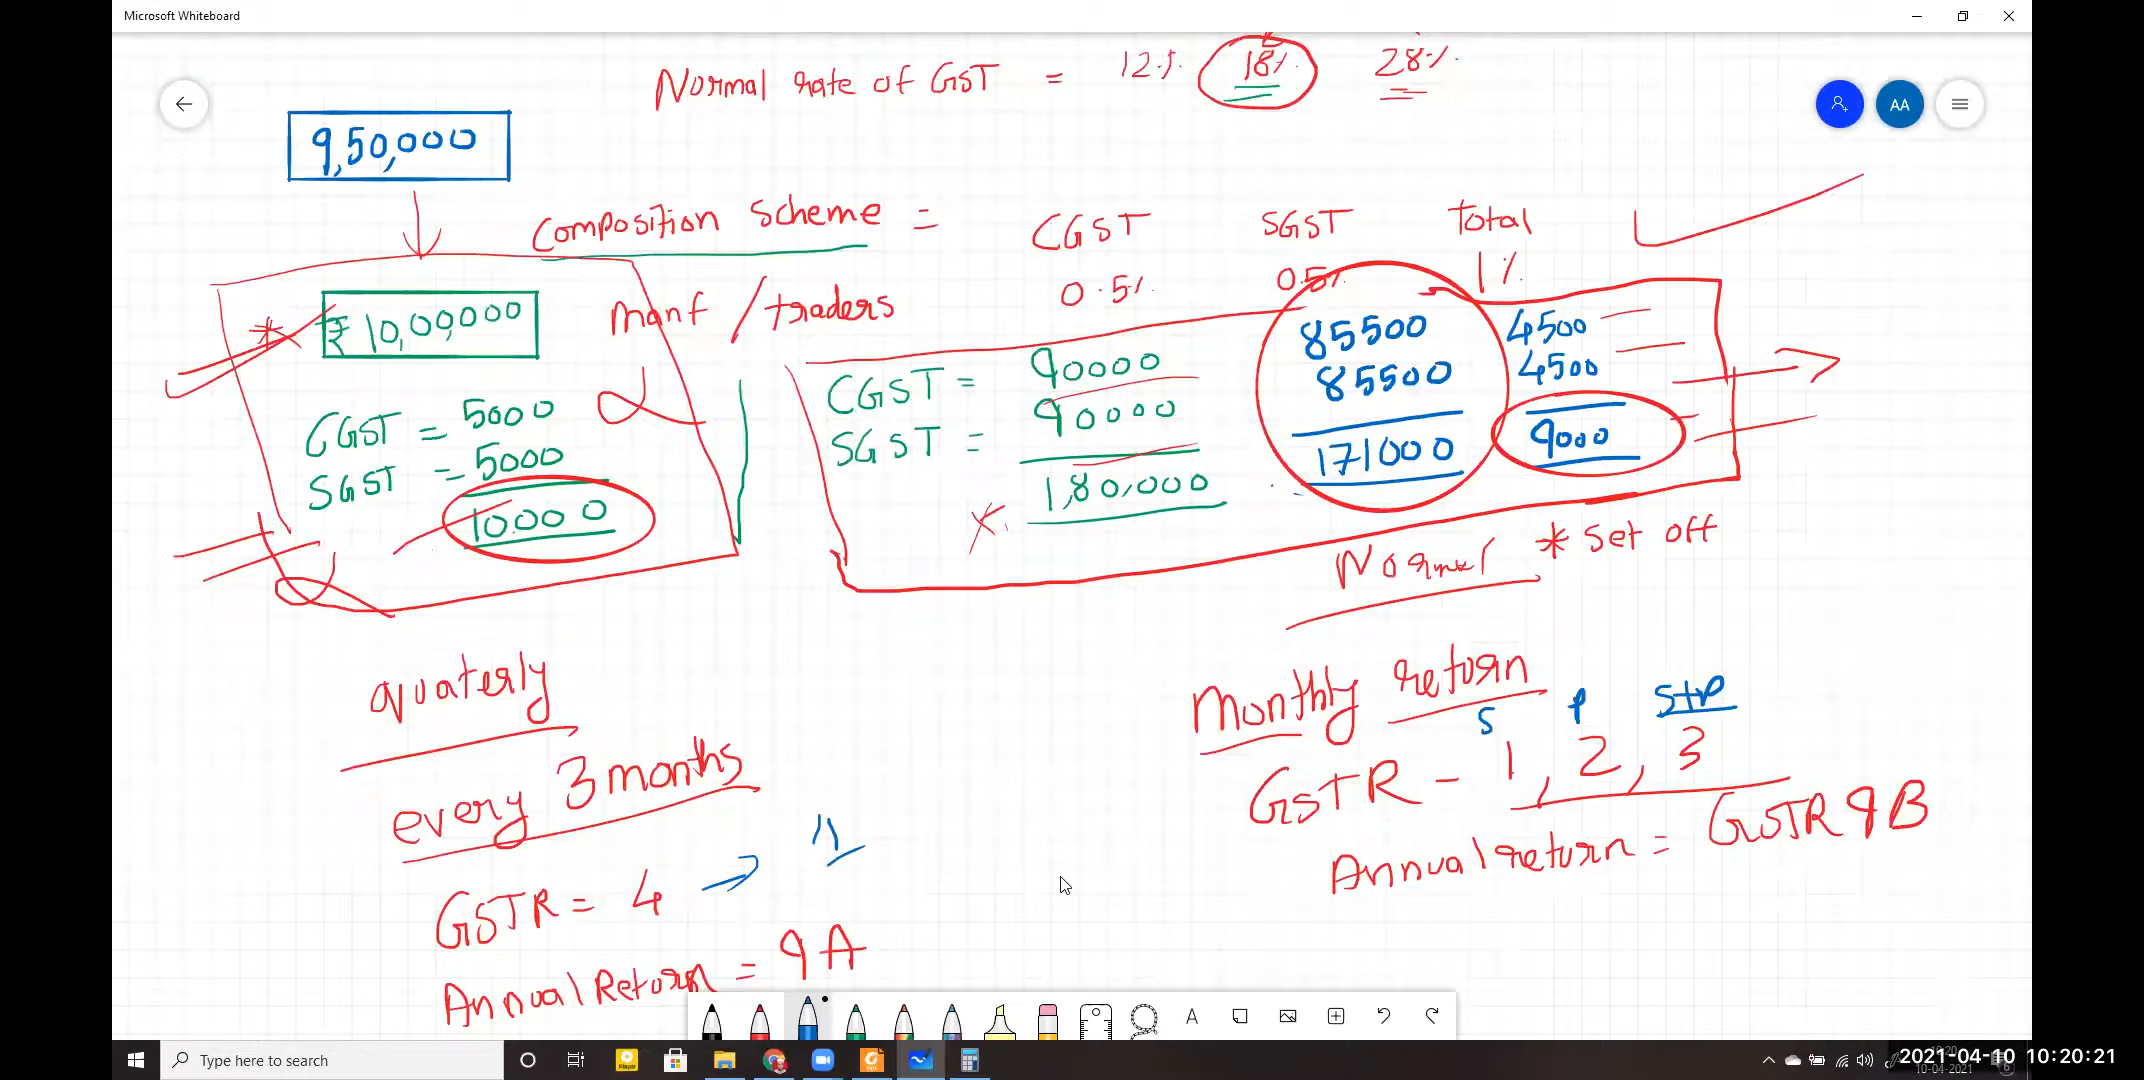 Microsoft Whiteboard
Normal rate of GST = 12% 18% 28%
AA
9,50,000
Composition Scheme = CGST SGST Total
0.5% 0.5% 1%
₹ 10,00,000
manf / traders
CGST = 5000
SGST = 5000
10000
CGST = 90000 85500 4500
SGST = 90000 85500 4500
1,80,000 171000 9000
Normal * Set off
quaterly
every 3 months
GSTR = 4
Annual Return = 9A
Monthly return
S P S+P
GSTR - 1, 2, 3
Annual return = GSTR 9B
Type here to search
2021-04-10 10:20:21
10-04-2021